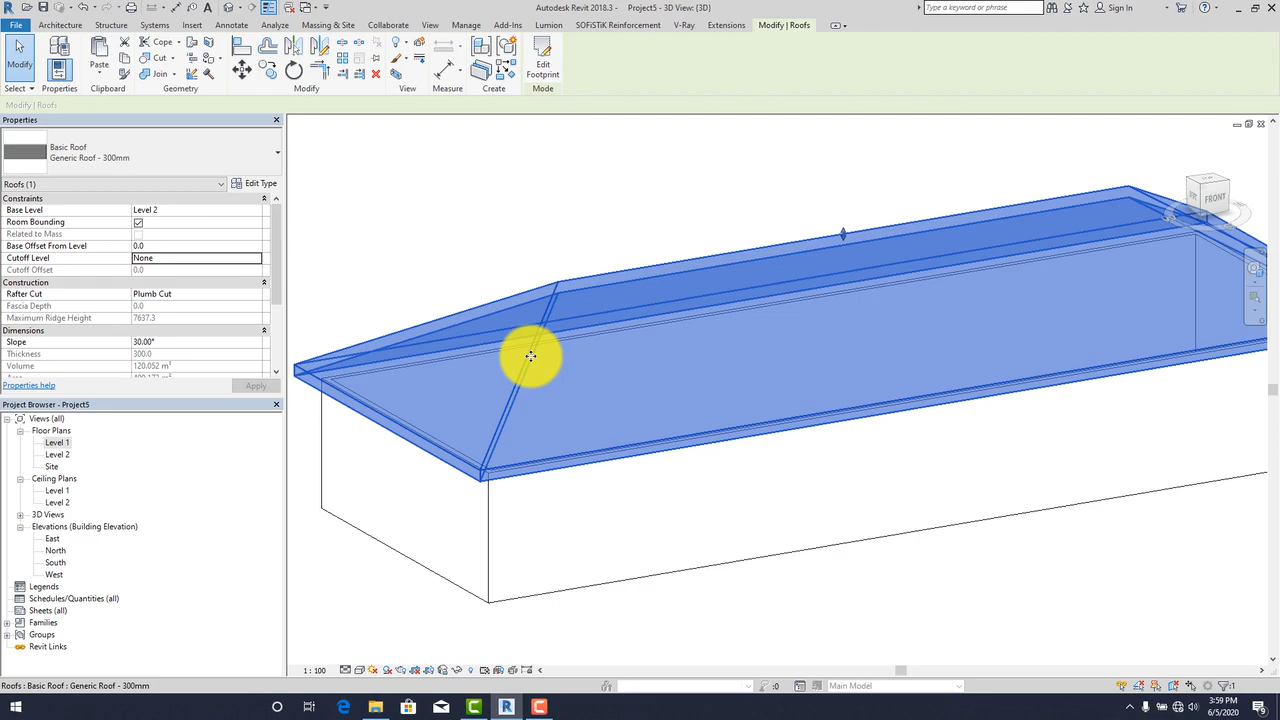 Autodesk Revit 2018.3 - Project5 - 3D View: {3D}
Type a keyword or phrase
Sign In
File Architecture Structure Systems Insert Annotate Analyze Massing & Site Collaborate View Manage Add-Ins Lumion SOFiSTiK Reinforcement V-Ray Extensions Modify | Roofs
Cope
Cut
Join
Modify
Paste
Edit
Footprint
Select Properties Clipboard Geometry Modify View Measure Create Mode
Modify | Roofs
Properties
Basic Roof
Generic Roof - 300mm
Roofs (1)
Edit Type
Constraints
Base Level Level 2
Room Bounding
Related to Mass
Base Offset From Level 0.0
Cutoff Level None
Cutoff Offset 0.0
Construction
Rafter Cut Plumb Cut
Fascia Depth 0.0
Maximum Ridge Height 7637.3
Dimensions
Slope 30.00°
Thickness 300.0
Volume 120.052 m³
Properties help
Apply
Project Browser - Project5
Views (all)
Floor Plans
Level 1
Level 2
Site
Ceiling Plans
Level 1
Level 2
3D Views
Elevations (Building Elevation)
East
North
South
West
Legends
Schedules/Quantities (all)
Sheets (all)
Families
Groups
Revit Links
FRONT
1 : 100
Roofs : Basic Roof : Generic Roof - 300mm
:0
Main Model
:1
3:59 PM
6/5/2020